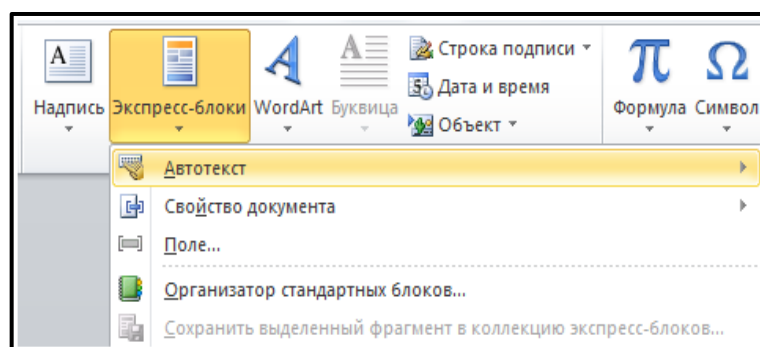 Надпись
Экспресс-блоки
WordArt
Буквица
Строка подписи
Дата и время
Объект
Формула
Символ
Автотекст
Свойство документа
Поле...
Организатор стандартных блоков...
Сохранить выделенный фрагмент в коллекцию экспресс-блоков...